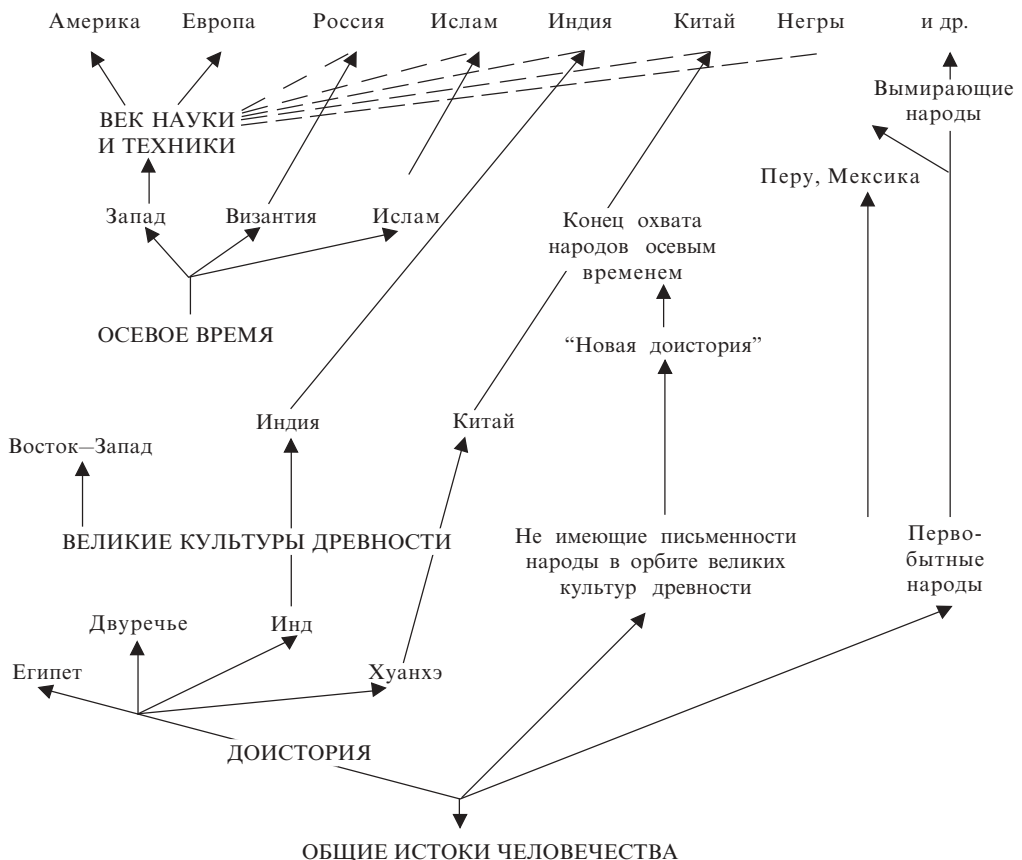 Америка Европа Россия Ислам Индия Китай Негры и др.
Вымирающие
народы
ВЕК НАУКИ
И ТЕХНИКИ
Перу, Мексика
Запад Византия Ислам
Конец охвата
народов осевым
временем
ОСЕВОЕ ВРЕМЯ
“Новая доистория”
Индия Китай
Восток—Запад
ВЕЛИКИЕ КУЛЬТУРЫ ДРЕВНОСТИ
Не имеющие письменности
народы в орбите великих
культур древности
Перво-
бытные
народы
Двуречье Инд
Египет Хуанхэ
ДОИСТОРИЯ
ОБЩИЕ ИСТОКИ ЧЕЛОВЕЧЕСТВА